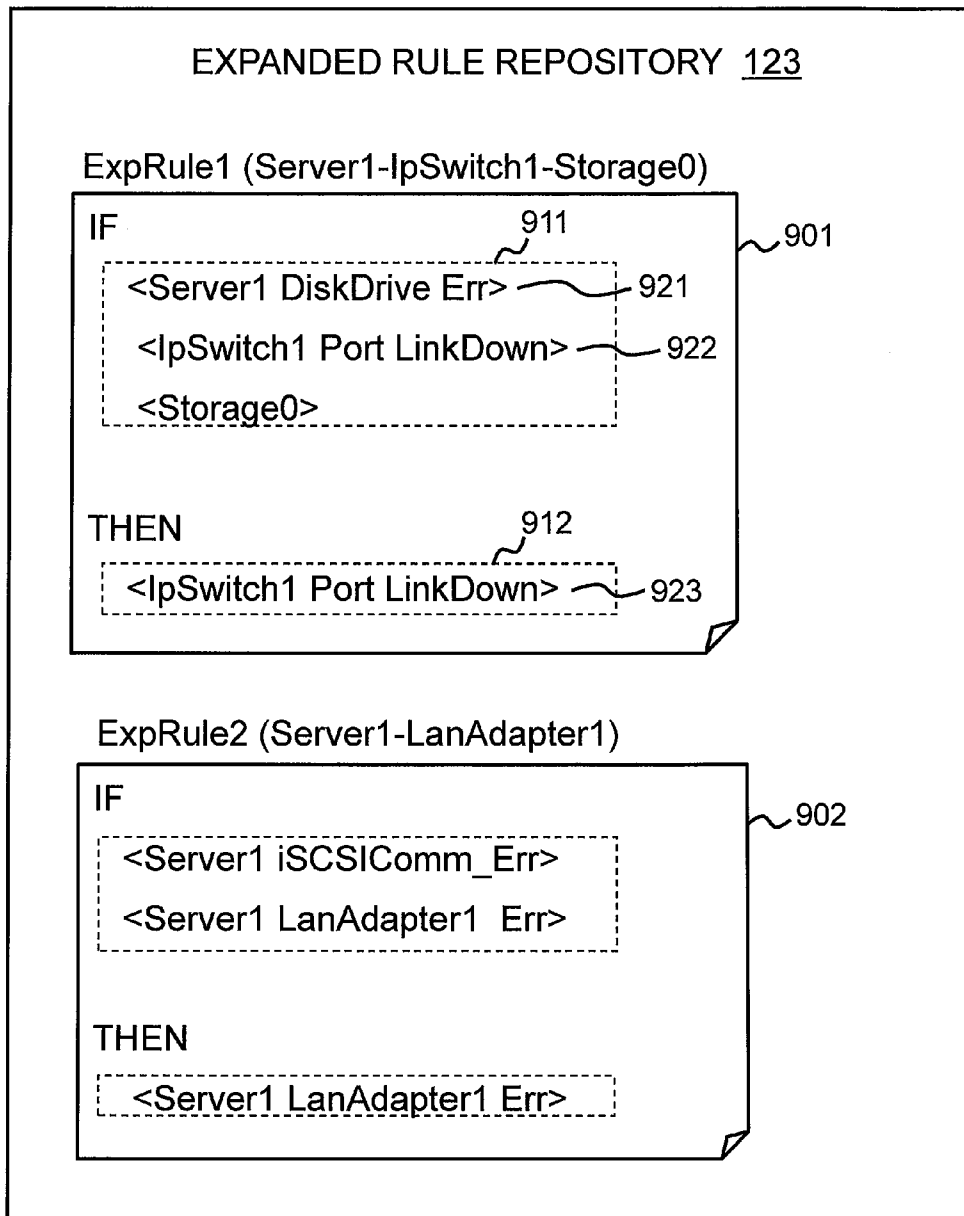 EXPANDED RULE REPOSITORY 123
ExpRule1 (Server1-IpSwitch1-Storage0)
IF
911
901
<Server1 DiskDrive Err> 921
<IpSwitch1 Port LinkDown> 922
<Storage0>
THEN
912
<IpSwitch1 Port LinkDown> 923
ExpRule2 (Server1-LanAdapter1)
IF
902
<Server1 iSCSIComm_Err>
<Server1 LanAdapter1 Err>
THEN
<Server1 LanAdapter1 Err>